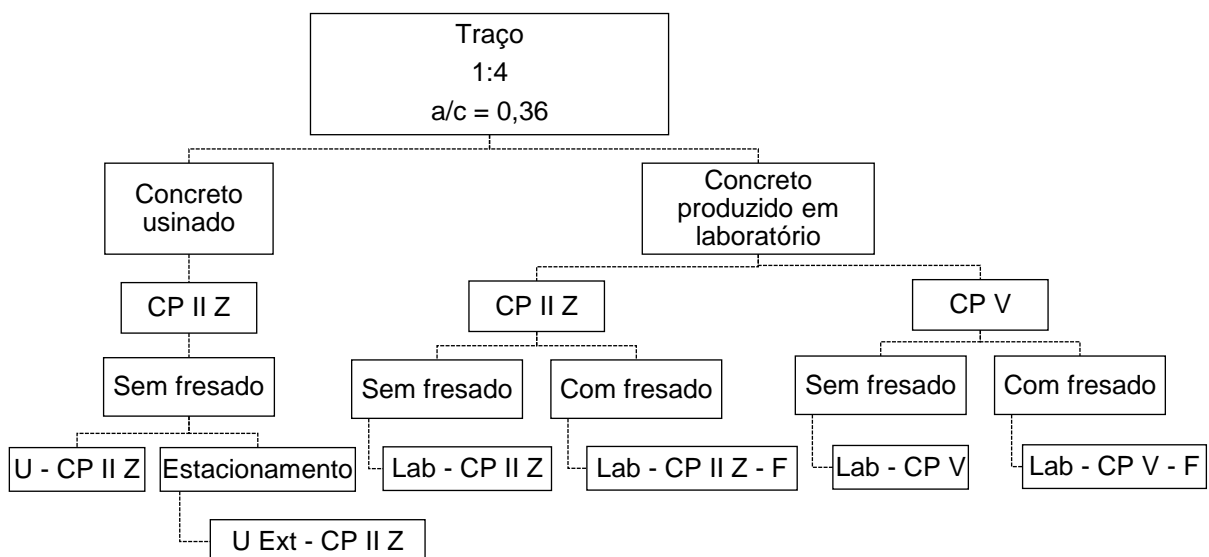 Traço
1:4
a/c = 0,36
Concreto
usinado
Concreto
produzido em
laboratório
CP II Z
CP II Z
CP V
Sem fresado
Sem fresado
Com fresado
Sem fresado
Com fresado
U - CP II Z
Estacionamento
Lab - CP II Z
Lab - CP II Z - F
Lab - CP V
Lab - CP V - F
U Ext - CP II Z